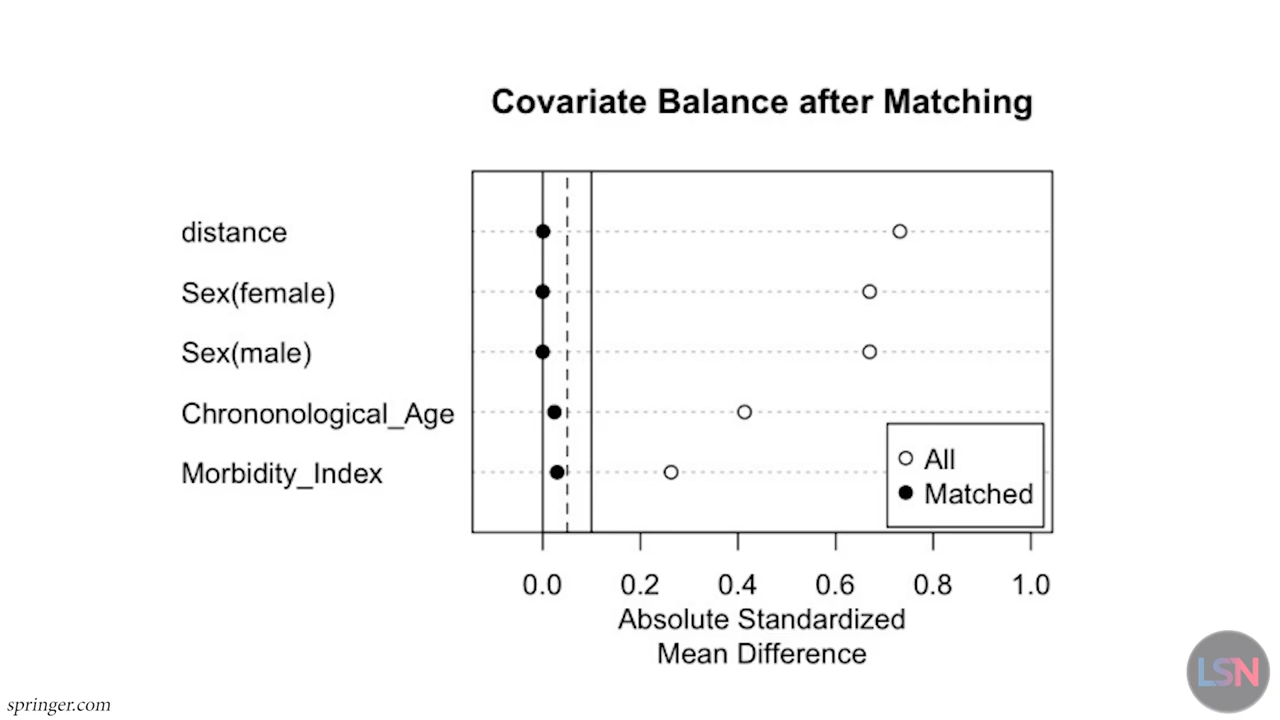 Covariate Balance after Matching
distance
Sex(female)
Sex(male)
Chrononological_Age
Morbidity_Index
All
Matched
0.0 0.2 0.4 0.6 0.8 1.0
Absolute Standardized
Mean Difference
LSN
springer.com